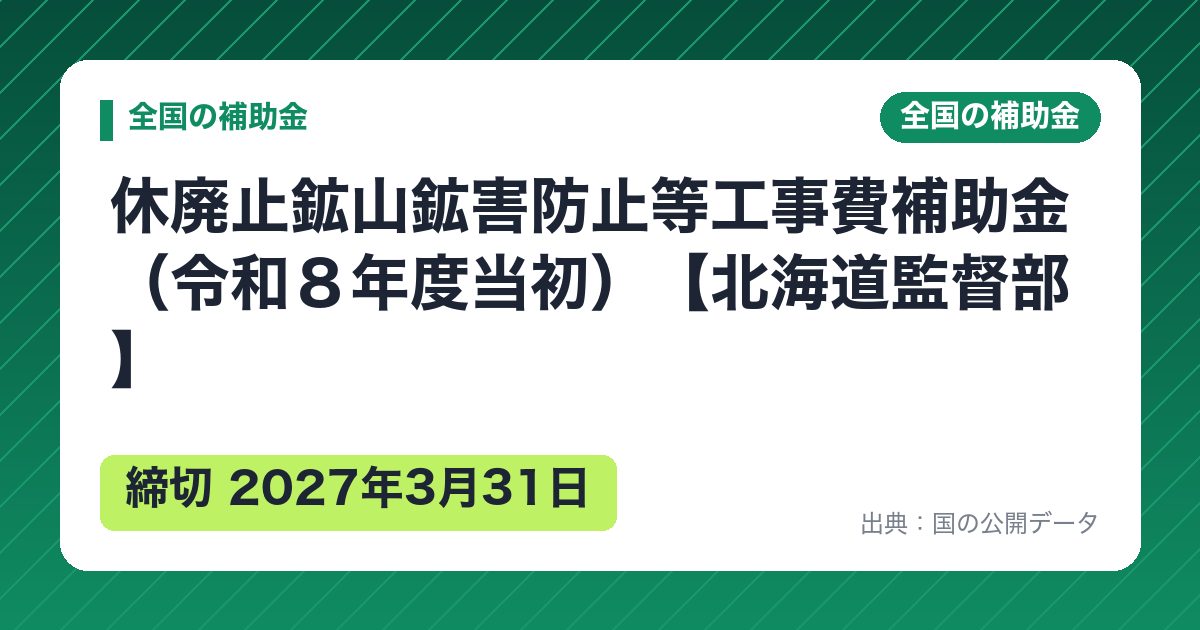 全国の補助金
全国の補助金
休廃止鉱山鉱害防止等工事費補助金
（令和８年度当初）【北海道監督部
】
締切 2027年3月31日
出典：国の公開データ